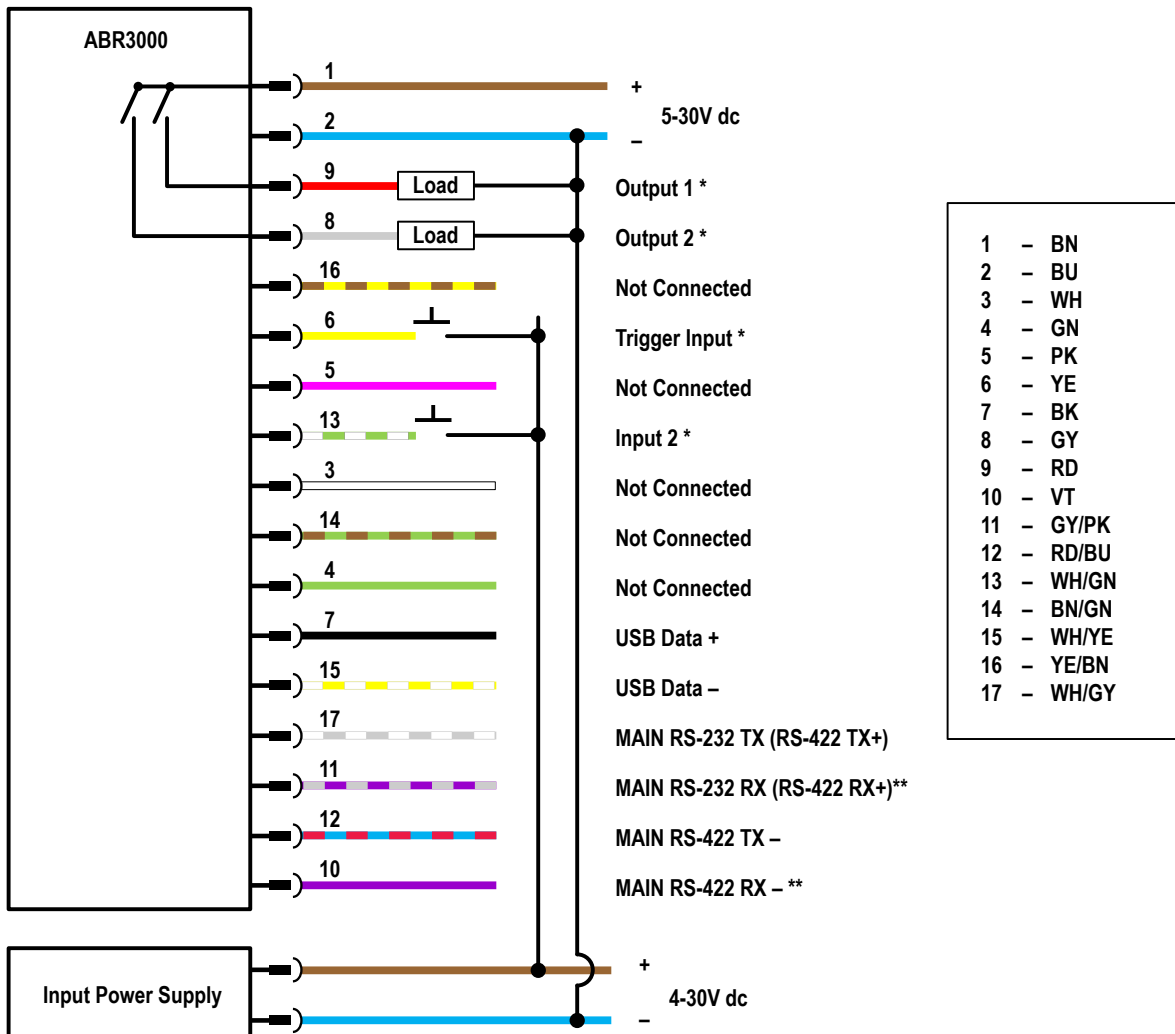 ABR3000
1
+
5-30V dc
2
–
9
Load
Output 1 *
8
Load
Output 2 *
16
Not Connected
6
Trigger Input *
5
Not Connected
13
Input 2 *
3
Not Connected
14
Not Connected
4
Not Connected
7
USB Data +
15
USB Data –
17
MAIN RS-232 TX (RS-422 TX+)
11
MAIN RS-232 RX (RS-422 RX+)**
12
MAIN RS-422 TX –
10
MAIN RS-422 RX – **
Input Power Supply
+
4-30V dc
–
1 – BN
2 – BU
3 – WH
4 – GN
5 – PK
6 – YE
7 – BK
8 – GY
9 – RD
10 – VT
11 – GY/PK
12 – RD/BU
13 – WH/GN
14 – BN/GN
15 – WH/YE
16 – YE/BN
17 – WH/GY